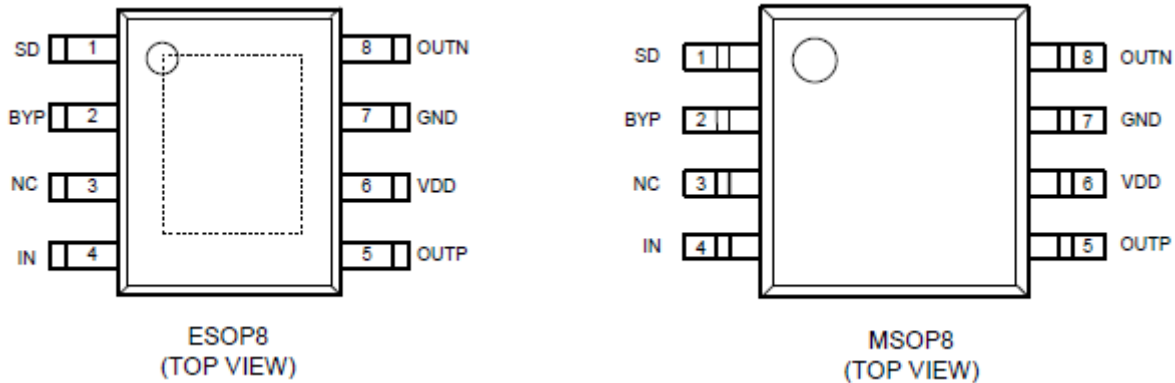 SD 1 8 OUTN
BYP 2 7 GND
NC 3 6 VDD
IN 4 5 OUTP
ESOP8
(TOP VIEW)
SD 1 8 OUTN
BYP 2 7 GND
NC 3 6 VDD
IN 4 5 OUTP
MSOP8
(TOP VIEW)